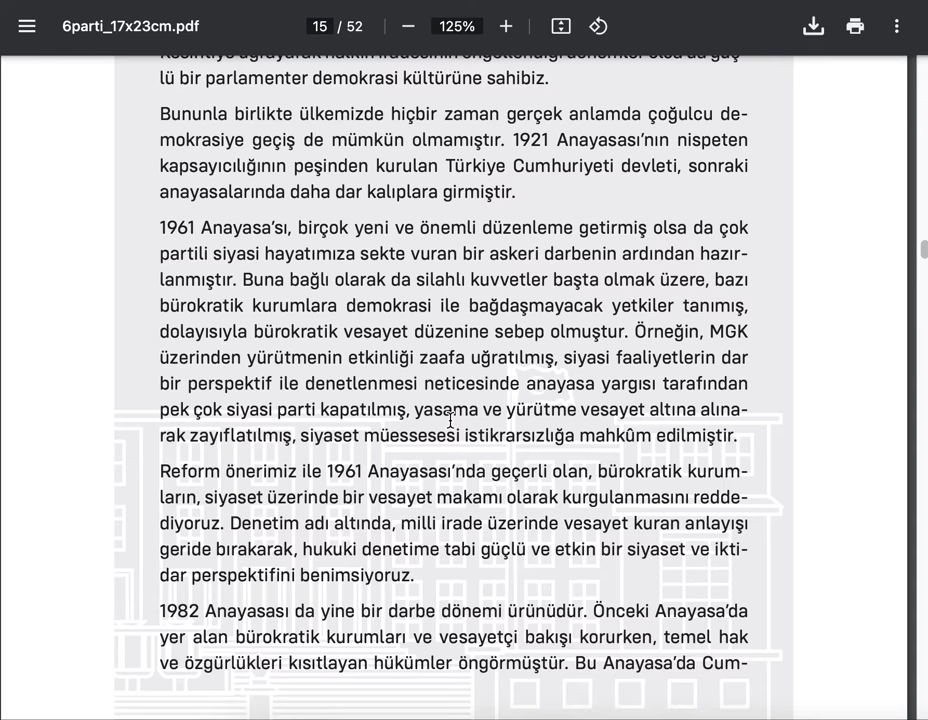 6parti_17x23cm.pdf
15 / 52
125%
lü bir parlamenter demokrasi kültürüne sahibiz.
Bununla birlikte ülkemizde hiçbir zaman gerçek anlamda çoğulcu de-
mokrasiye geçiş de mümkün olmamıştır. 1921 Anayasası'nın nispeten
kapsayıcılığının peşinden kurulan Türkiye Cumhuriyeti devleti, sonraki
anayasalarında daha dar kalıplara girmiştir.
1961 Anayasa'sı, birçok yeni ve önemli düzenleme getirmiş olsa da çok
partili siyasi hayatımıza sekte vuran bir askeri darbenin ardından hazır-
lanmıştır. Buna bağlı olarak da silahlı kuvvetler başta olmak üzere, bazı
bürokratik kurumlara demokrasi ile bağdaşmayacak yetkiler tanımış,
dolayısıyla bürokratik vesayet düzenine sebep olmuştur. Örneğin, MGK
üzerinden yürütmenin etkinliği zaafa uğratılmış, siyasi faaliyetlerin dar
bir perspektif ile denetlenmesi neticesinde anayasa yargısı tarafından
pek çok siyasi parti kapatılmış, yasama ve yürütme vesayet altına alına-
rak zayıflatılmış, siyaset müessesesi istikrarsızlığa mahkûm edilmiştir.
Reform önerimiz ile 1961 Anayasası'nda geçerli olan, bürokratik kurum-
ların, siyaset üzerinde bir vesayet makamı olarak kurgulanmasını redde-
diyoruz. Denetim adı altında, milli irade üzerinde vesayet kuran anlayışı
geride bırakarak, hukuki denetime tabi güçlü ve etkin bir siyaset ve ikti-
dar perspektifini benimsiyoruz.
1982 Anayasası da yine bir darbe dönemi ürünüdür. Önceki Anayasa'da
yer alan bürokratik kurumları ve vesayetçi bakışı korurken, temel hak
ve özgürlükleri kısıtlayan hükümler öngörmüştür. Bu Anayasa'da Cum-